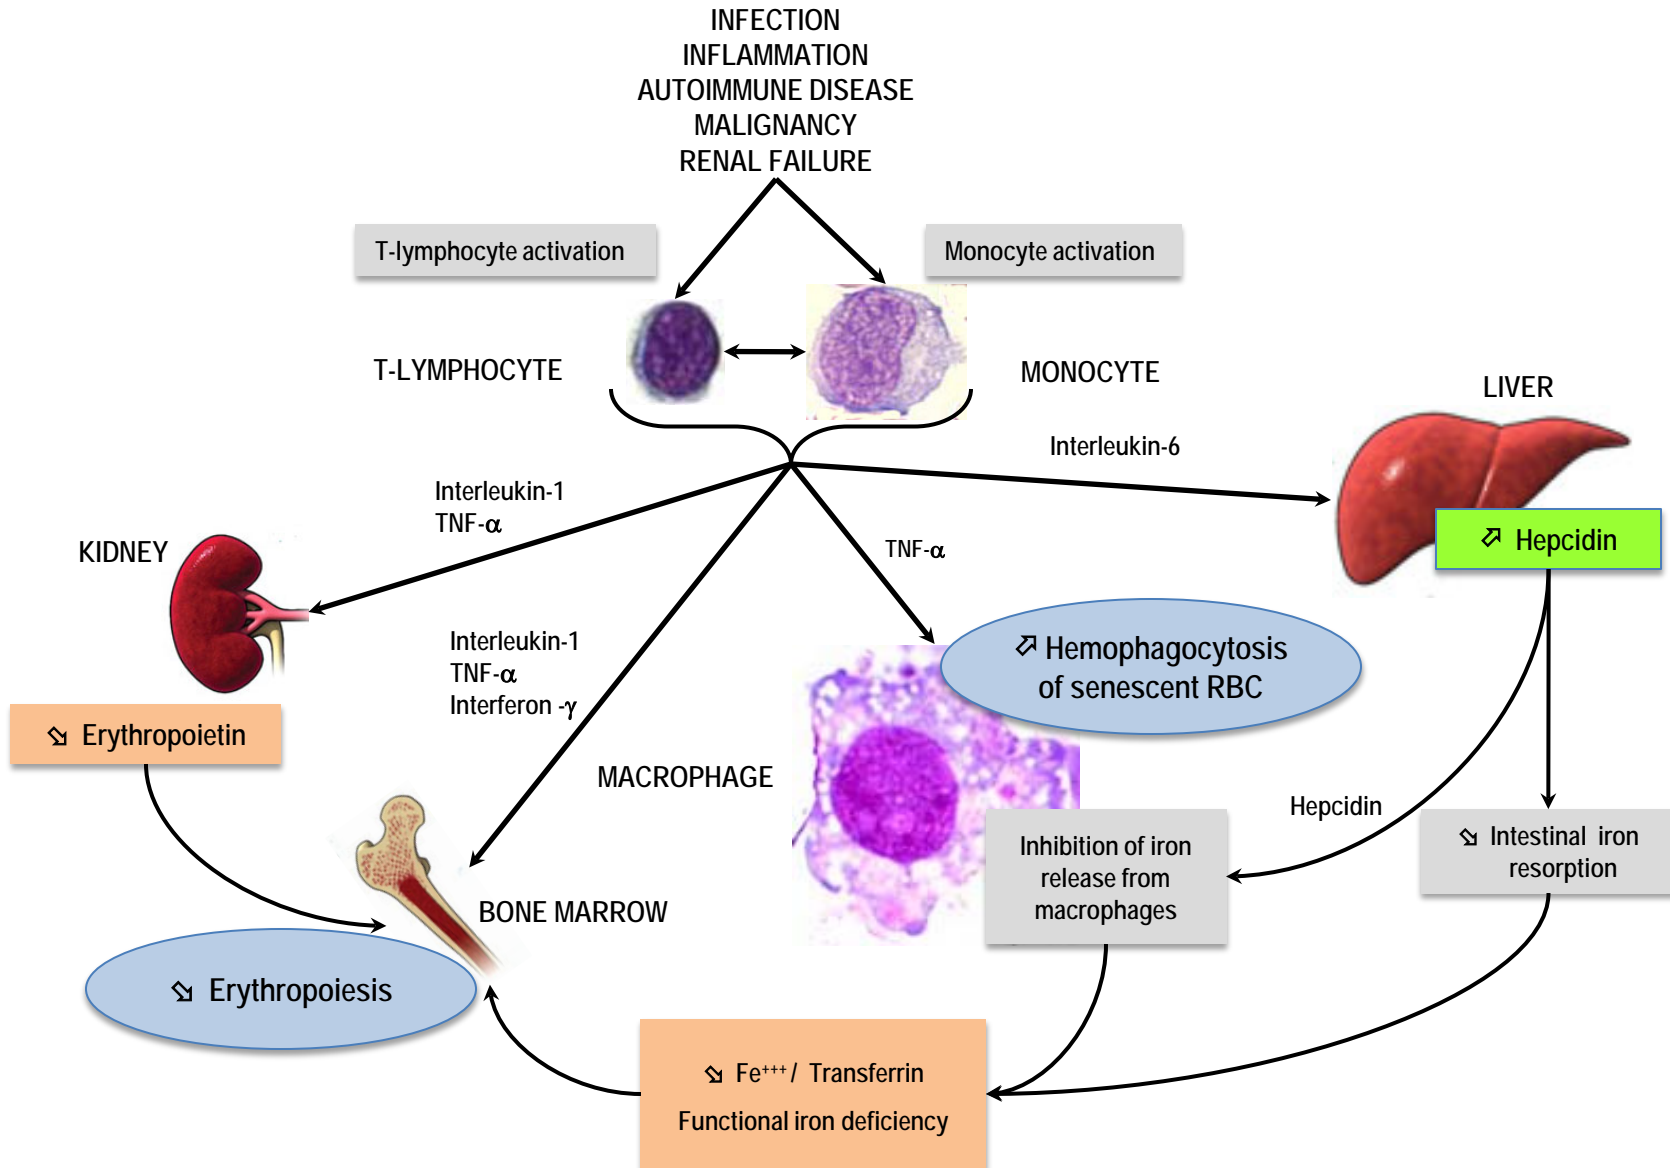 INFECTION
INFLAMMATION
AUTOIMMUNE DISEASE
MALIGNANCY
RENAL FAILURE
T-lymphocyte activation
Monocyte activation
T-LYMPHOCYTE
MONOCYTE
LIVER
Interleukin-6
Interleukin-1
TNF-α
KIDNEY
TNF-α
⬂ Erythropoietin
Interleukin-1
TNF-α
Interferon -γ
⬀ Hepcidin
⬀ Hemophagocytosis
of senescent RBC
MACROPHAGE
Hepcidin
Inhibition of iron
release from
macrophages
⬂ Intestinal iron
resorption
BONE MARROW
⬂ Erythropoiesis
⬂ Fe⁺⁺⁺ / Transferrin
Functional iron deficiency